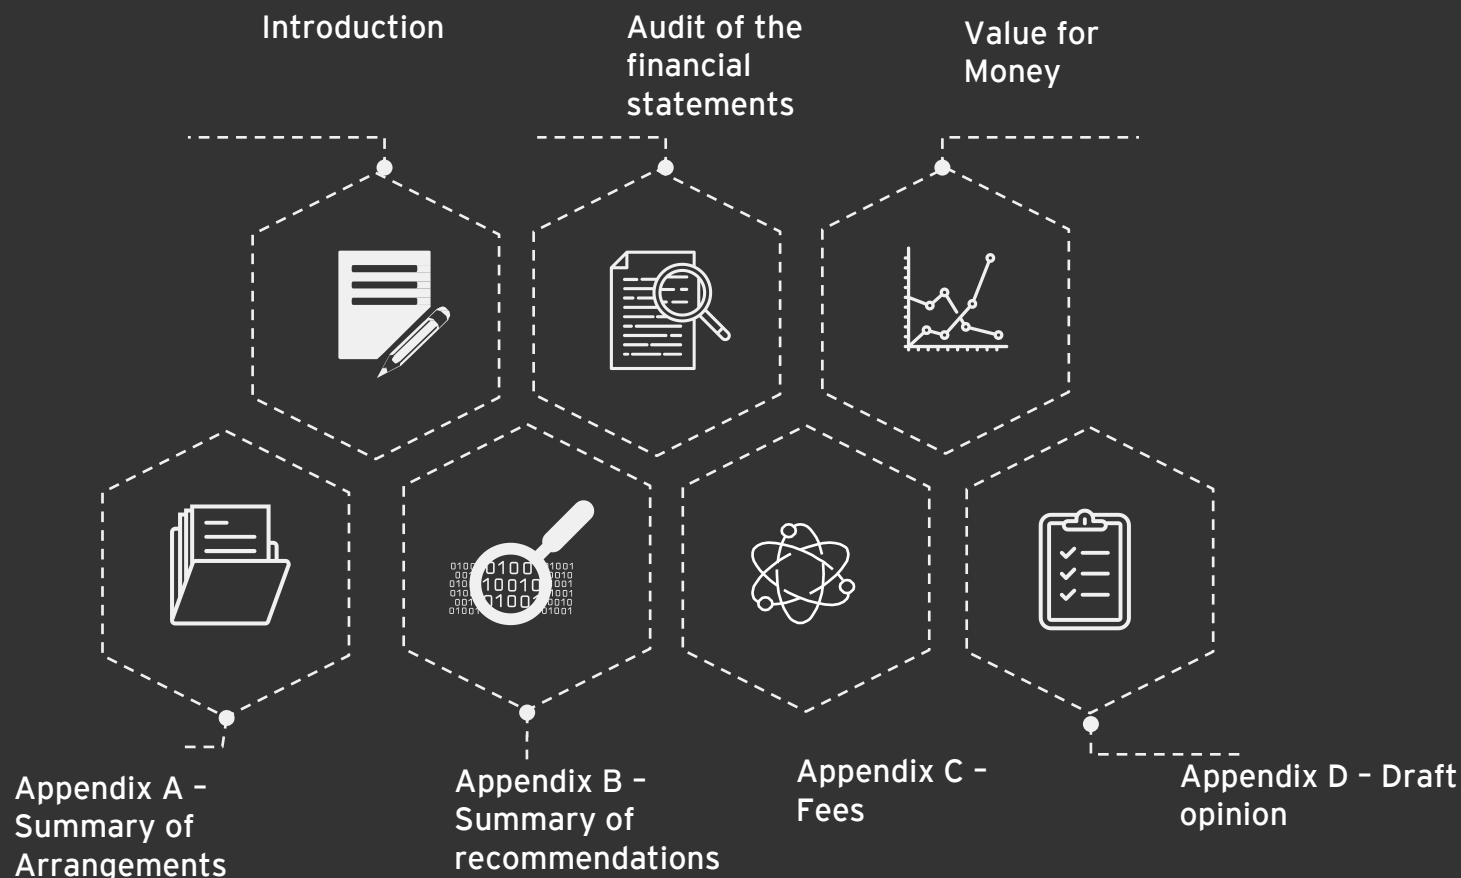 Introduction
Audit of the
financial
statements
Value for
Money
Appendix A –
Summary of
Arrangements
Appendix B –
Summary of
recommendations
Appendix C –
Fees
Appendix D – Draft
opinion